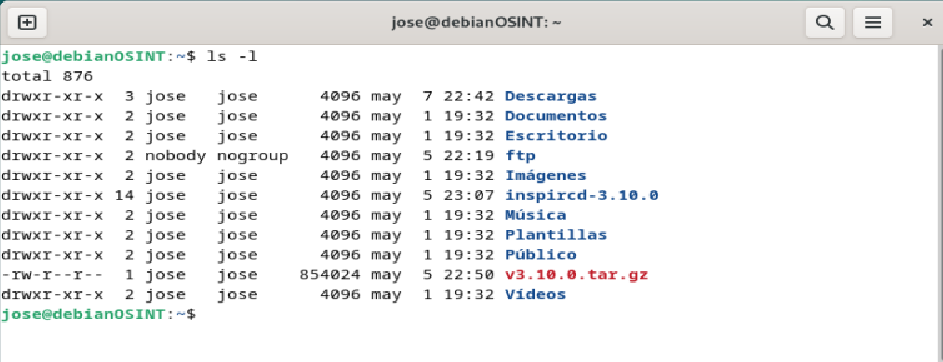 jose@debianOSINT: ~
jose@debianOSINT:~$ ls -l
total 876
drwxr-xr-x  3 jose   jose      4096 may  7 22:42 Descargas
drwxr-xr-x  2 jose   jose      4096 may  1 19:32 Documentos
drwxr-xr-x  2 jose   jose      4096 may  1 19:32 Escritorio
drwxr-xr-x  2 nobody nogroup   4096 may  5 22:19 ftp
drwxr-xr-x  2 jose   jose      4096 may  1 19:32 Imágenes
drwxr-xr-x 14 jose   jose      4096 may  5 23:07 inspircd-3.10.0
drwxr-xr-x  2 jose   jose      4096 may  1 19:32 Música
drwxr-xr-x  2 jose   jose      4096 may  1 19:32 Plantillas
drwxr-xr-x  2 jose   jose      4096 may  1 19:32 Público
-rw-r--r--  1 jose   jose    854024 may  5 22:50 v3.10.0.tar.gz
drwxr-xr-x  2 jose   jose      4096 may  1 19:32 Vídeos
jose@debianOSINT:~$